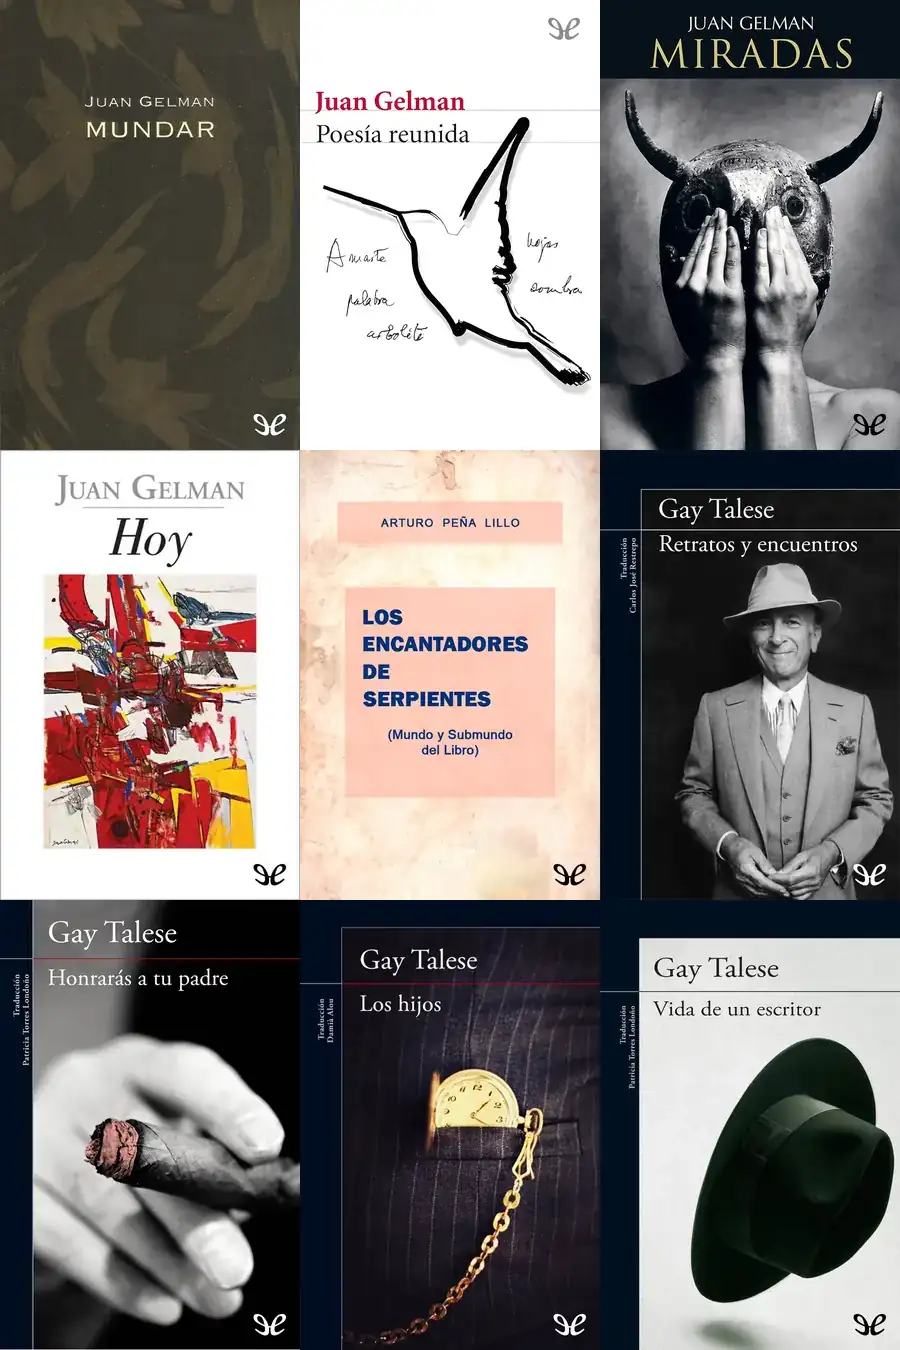 JUAN GELMAN
MUNDAR
Juan Gelman
Poesía reunida
Amaste
palabra
arbolito
hojas
sombra
JUAN GELMAN
MIRADAS
JUAN GELMAN
Hoy
ARTURO PEÑA LILLO
LOS
ENCANTADORES
DE
SERPIENTES
(Mundo y Submundo
del Libro)
Gay Talese
Retratos y encuentros
Traducción
Carlos José Restrepo
Gay Talese
Honrarás a tu padre
Traducción
Patricia Torres Londoño
Gay Talese
Los hijos
Traducción
Damià Alou
Gay Talese
Vida de un escritor
Traducción
Patricia Torres Londoño